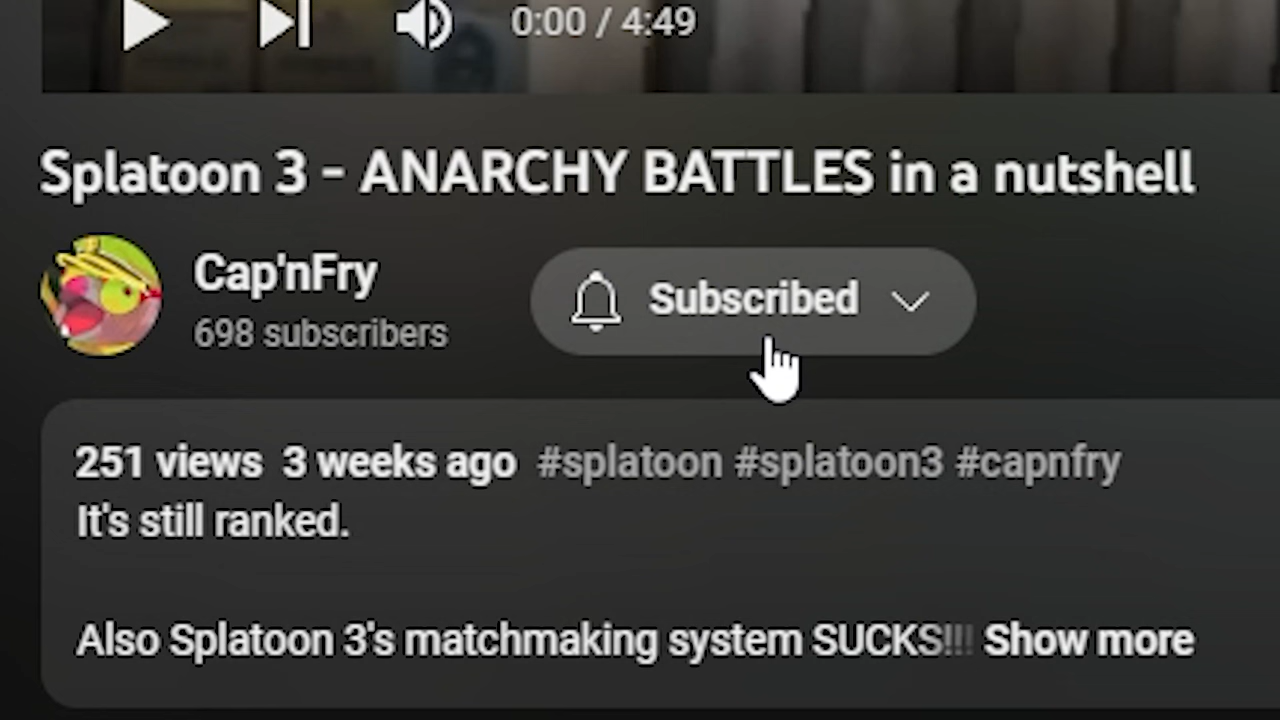 0:00 / 4:49
Splatoon 3 - ANARCHY BATTLES in a nutshell
Cap'nFry
Subscribed
698 subscribers
251 views 3 weeks ago #splatoon #splatoon3 #capnfry
It's still ranked.
Also Splatoon 3's matchmaking system SUCKS!!! Show more